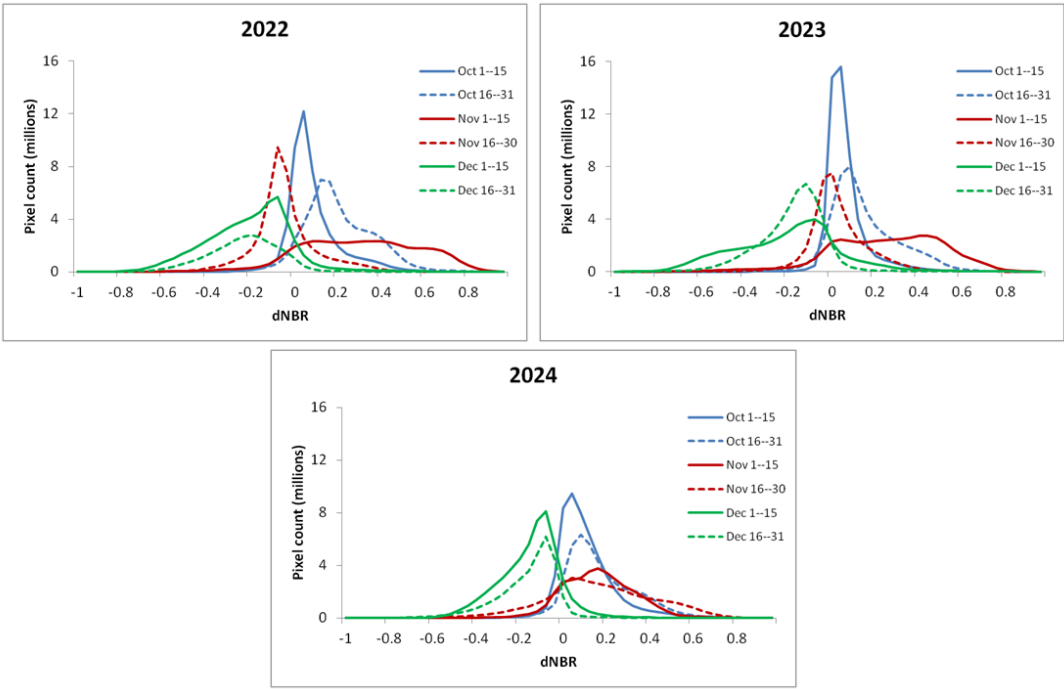 2022
Pixel count (millions)
16
12
8
4
0
-1 -0.8 -0.6 -0.4 -0.2 0 0.2 0.4 0.6 0.8
dNBR
Oct 1--15
Oct 16--31
Nov 1--15
Nov 16--30
Dec 1--15
Dec 16--31
2023
Pixel count (millions)
16
12
8
4
0
-1 -0.8 -0.6 -0.4 -0.2 0 0.2 0.4 0.6 0.8
dNBR
Oct 1--15
Oct 16--31
Nov 1--15
Nov 16--30
Dec 1--15
Dec 16--31
2024
Pixel count (millions)
16
12
8
4
0
-1 -0.8 -0.6 -0.4 -0.2 0 0.2 0.4 0.6 0.8
dNBR
Oct 1--15
Oct 16--31
Nov 1--15
Nov 16--30
Dec 1--15
Dec 16--31